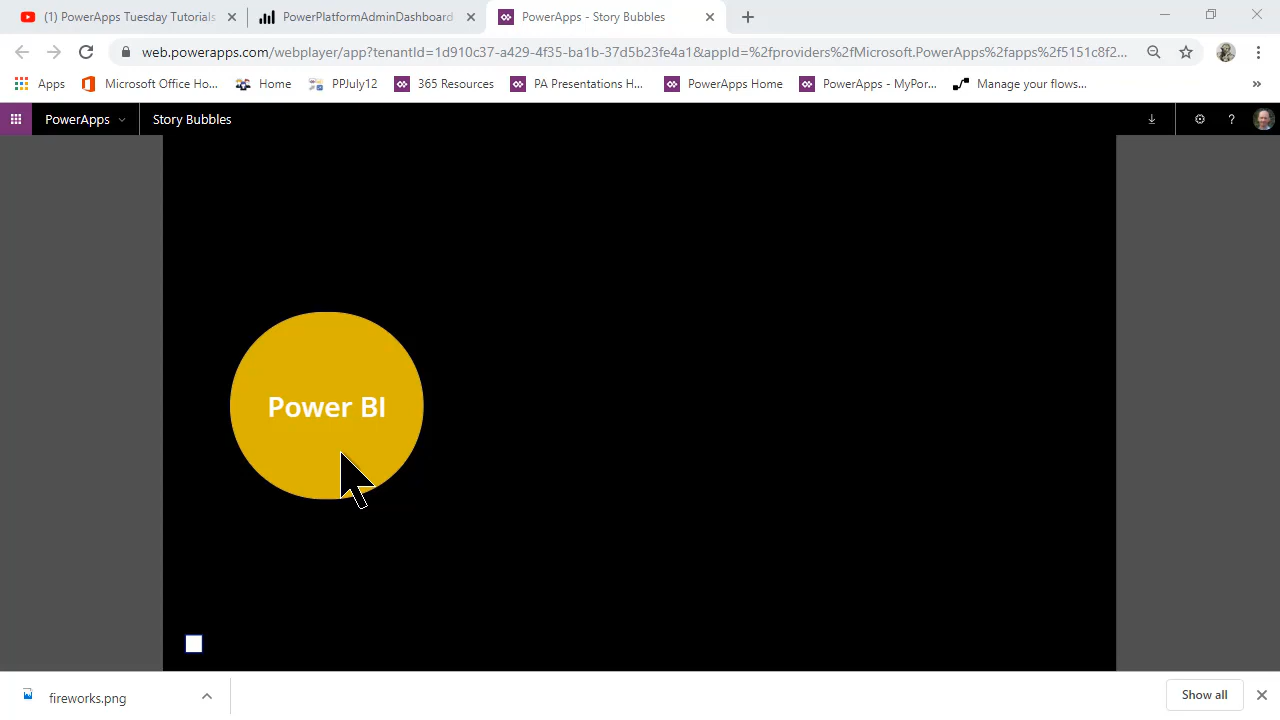 (1) PowerApps Tuesday Tutorials
PowerPlatformAdminDashboard
PowerApps - Story Bubbles
web.powerapps.com/webplayer/app?tenantId=1d910c37-a429-4f35-ba1b-37d5b23fe4a1&appId=%2fproviders%2fMicrosoft.PowerApps%2fapps%2f5151c8f2...
Apps
Microsoft Office Ho...
Home
PPJuly12
365 Resources
PA Presentations H...
PowerApps Home
PowerApps - MyPor...
Manage your flows...
»
PowerApps
Story Bubbles
?
Power BI
fireworks.png
Show all